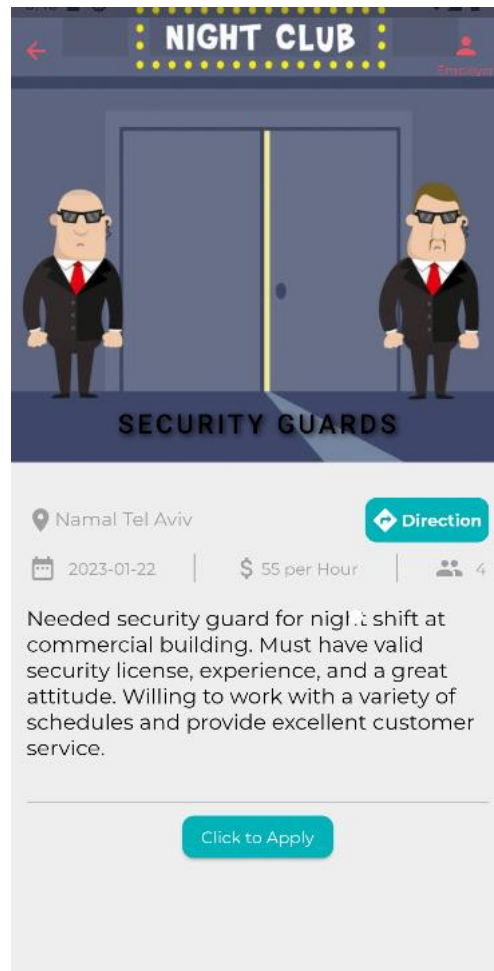 NIGHT CLUB
Employer
SECURITY GUARDS
Namal Tel Aviv
Direction
2023-01-22
$ 55 per Hour
4
Needed security guard for night shift at
commercial building. Must have valid
security license, experience, and a great
attitude. Willing to work with a variety of
schedules and provide excellent customer
service.
Click to Apply